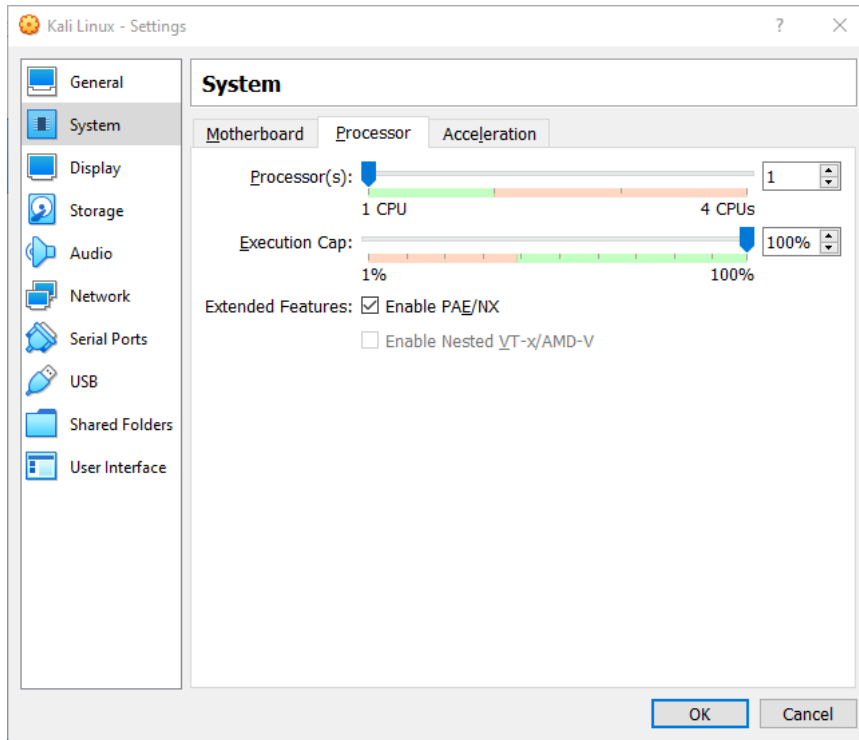 Kali Linux - Settings
?
General
System
Display
Storage
Audio
Network
Serial Ports
USB
Shared Folders
User Interface
System
Motherboard Processor Acceleration
Processor(s): 1
1 CPU 4 CPUs
Execution Cap: 100%
1% 100%
Extended Features: Enable PAE/NX
Enable Nested VT-x/AMD-V
OK Cancel